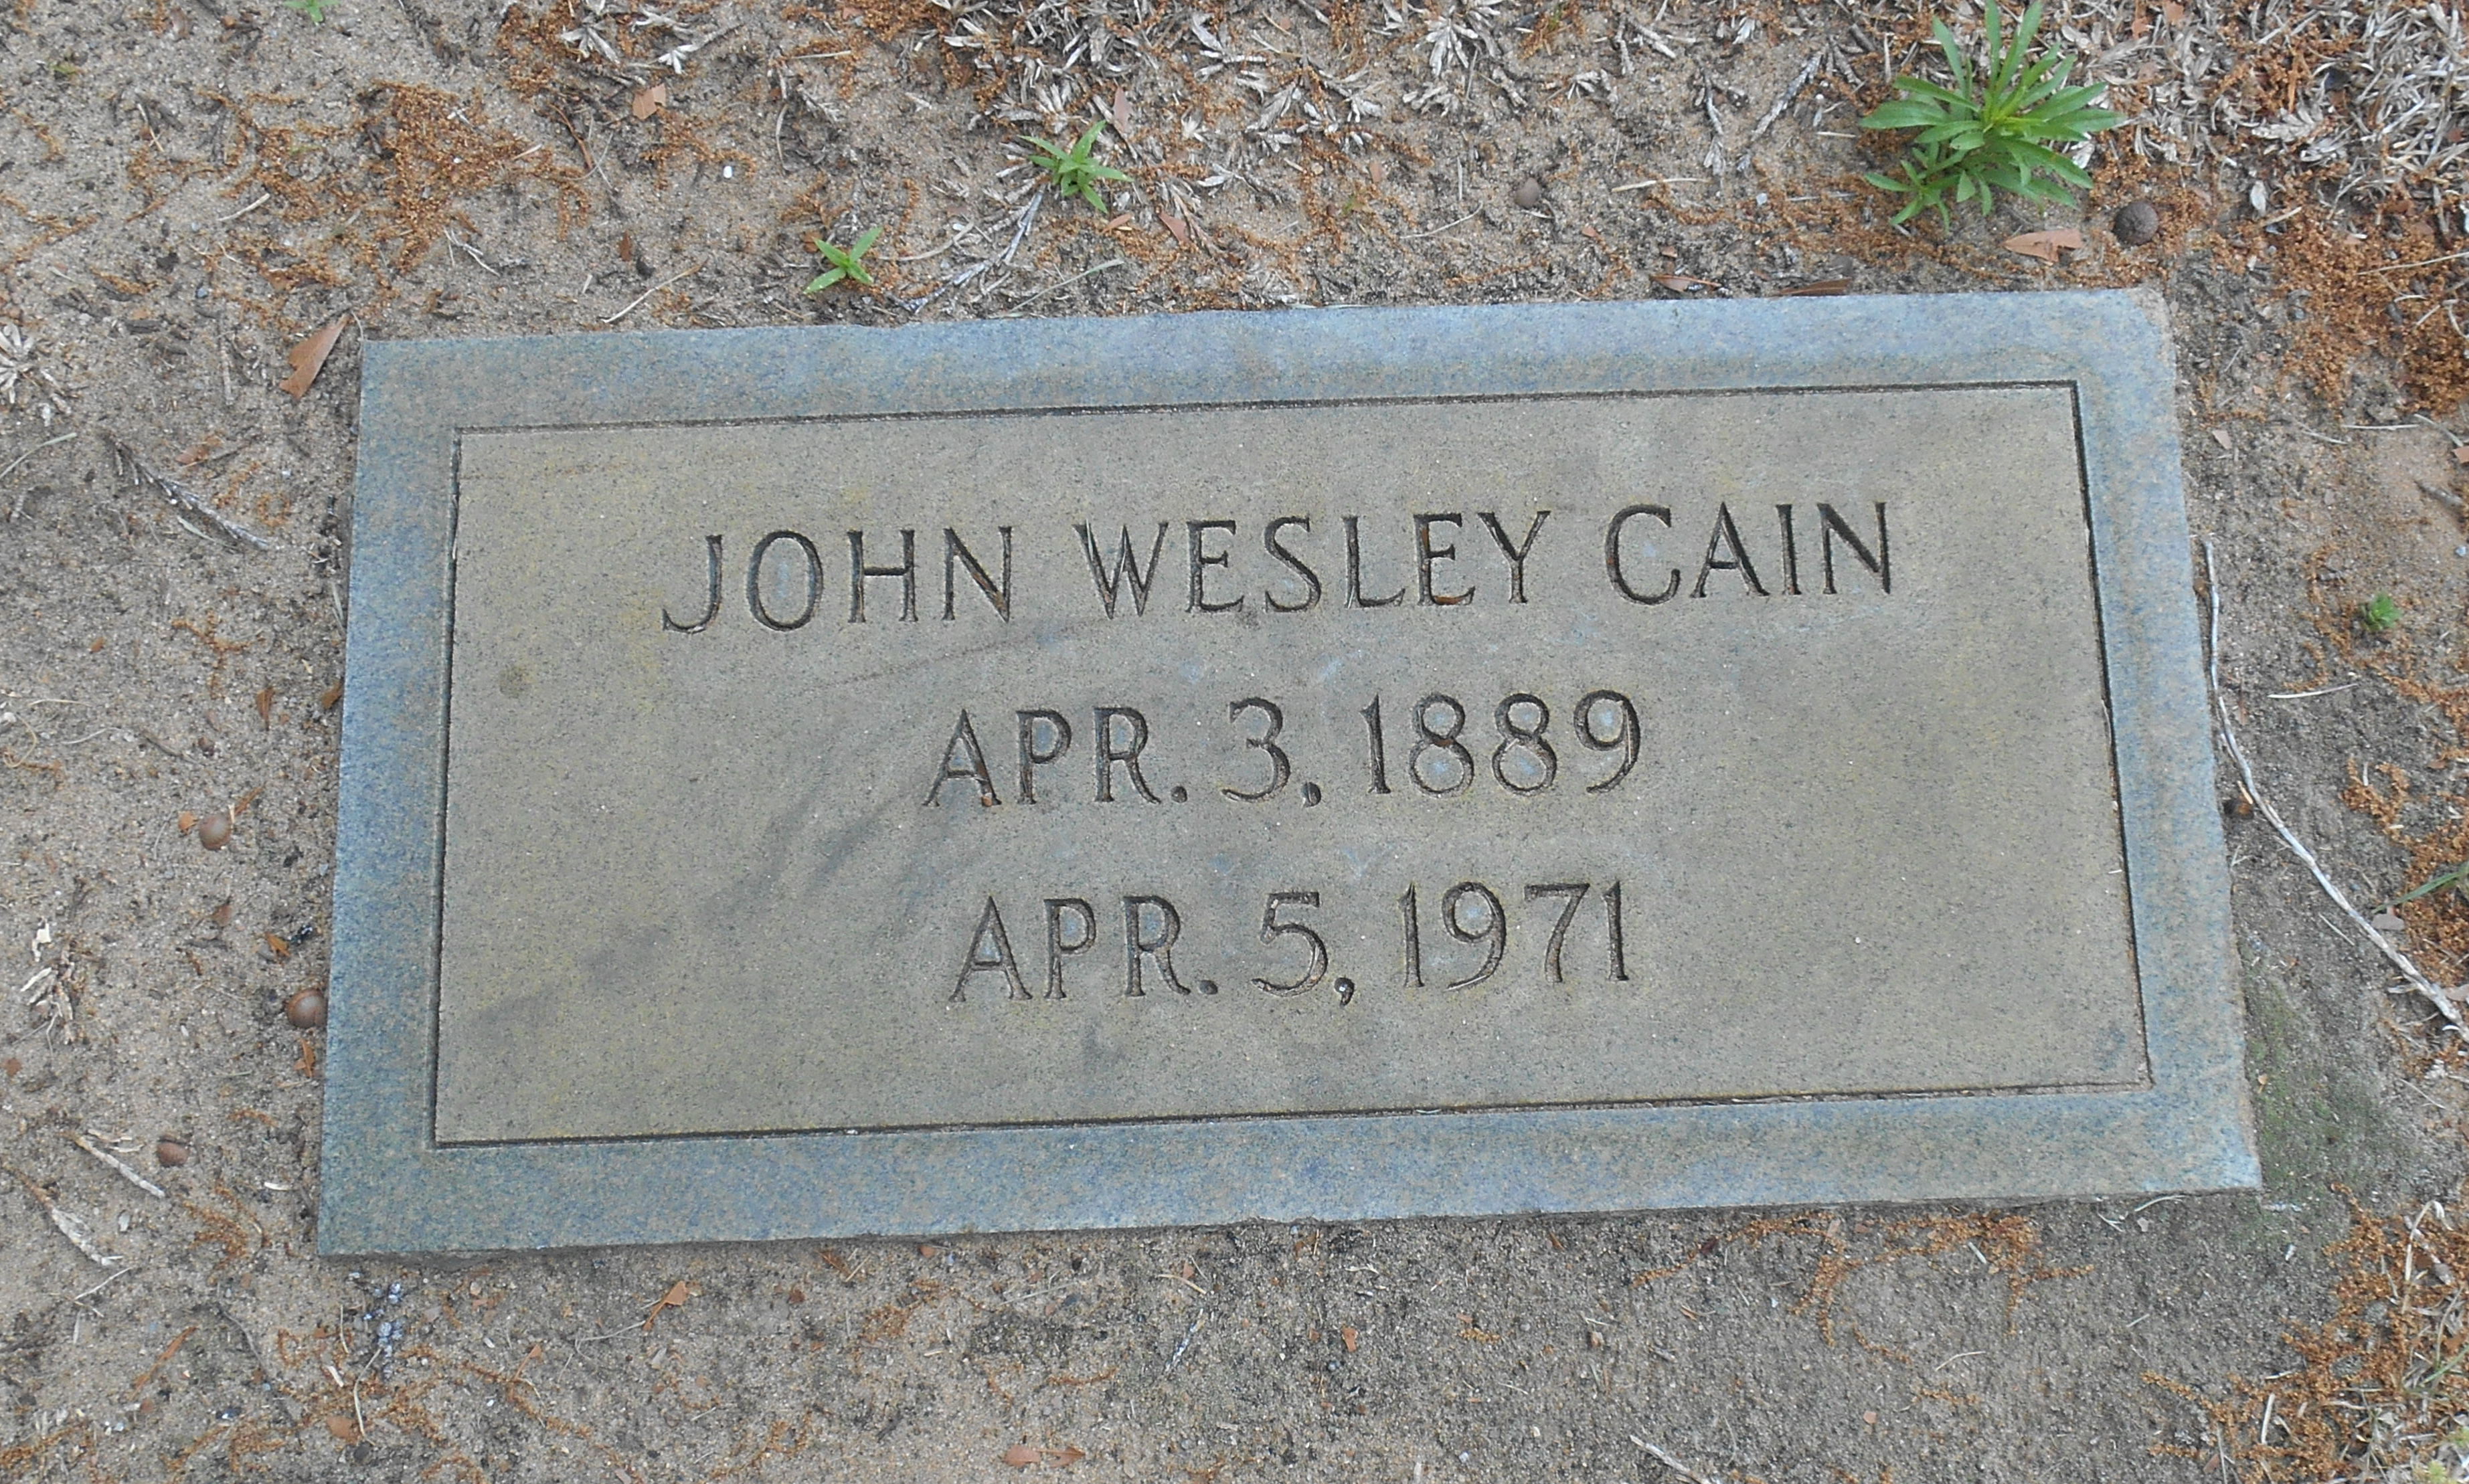 JOHN WESLEY CAIN
APR. 3, 1889
APR. 5, 1971